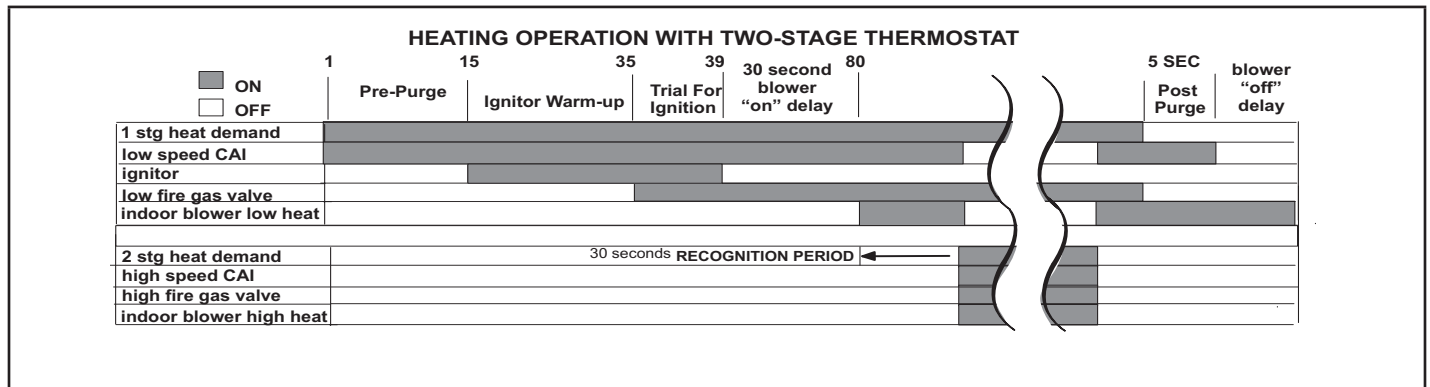 HEATING OPERATION WITH TWO-STAGE THERMOSTAT
ON
OFF
1
15
35
39
80
5 SEC
Pre-Purge
Ignitor Warm-up
Trial For
Ignition
30 second
blower
“on” delay
Post
Purge
blower
“off”
delay
1 stg heat demand
low speed CAI
ignitor
low fire gas valve
indoor blower low heat
2 stg heat demand
30 seconds RECOGNITION PERIOD
high speed CAI
high fire gas valve
indoor blower high heat